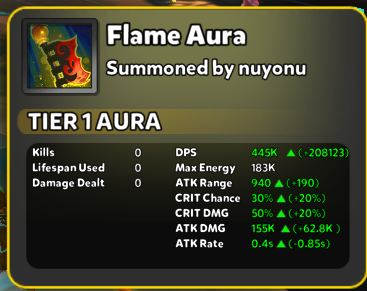 Flame Aura
Summoned by nuyonu
TIER 1 AURA
Kills 0 DPS 445K ▲ (+208123)
Lifespan Used 0 Max Energy 183K
Damage Dealt 0 ATK Range 940 ▲ (+190)
CRIT Chance 30% ▲ (+20%)
CRIT DMG 50% ▲ (+20%)
ATK DMG 155K ▲ (+62.8K )
ATK Rate 0.4s ▲ (-0.85s)